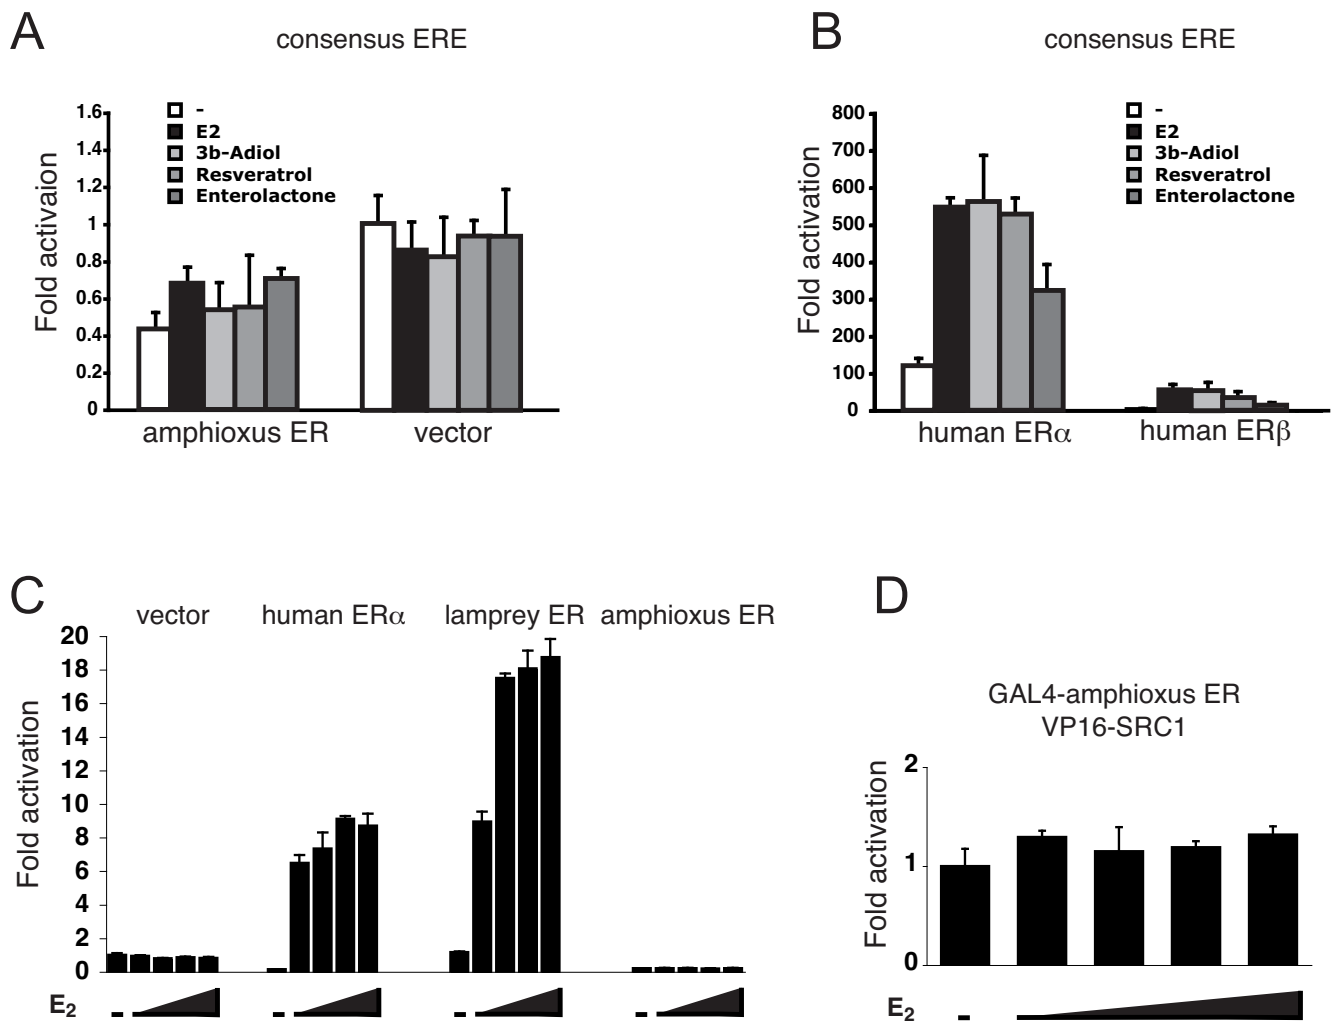 A
consensus ERE
Fold activaion
1.6
1.4
1.2
1
0.8
0.6
0.4
0.2
0
-
E2
3b-Adiol
Resveratrol
Enterolactone
amphioxus ER
vector
B
consensus ERE
Fold activation
800
700
600
500
400
300
200
100
0
-
E2
3b-Adiol
Resveratrol
Enterolactone
human ERα
human ERβ
C
vector
human ERα
lamprey ER
amphioxus ER
Fold activation
20
18
16
14
12
10
8
6
4
2
0
E2
-
-
-
-
D
GAL4-amphioxus ER
VP16-SRC1
Fold activation
2
1
0
E2
-